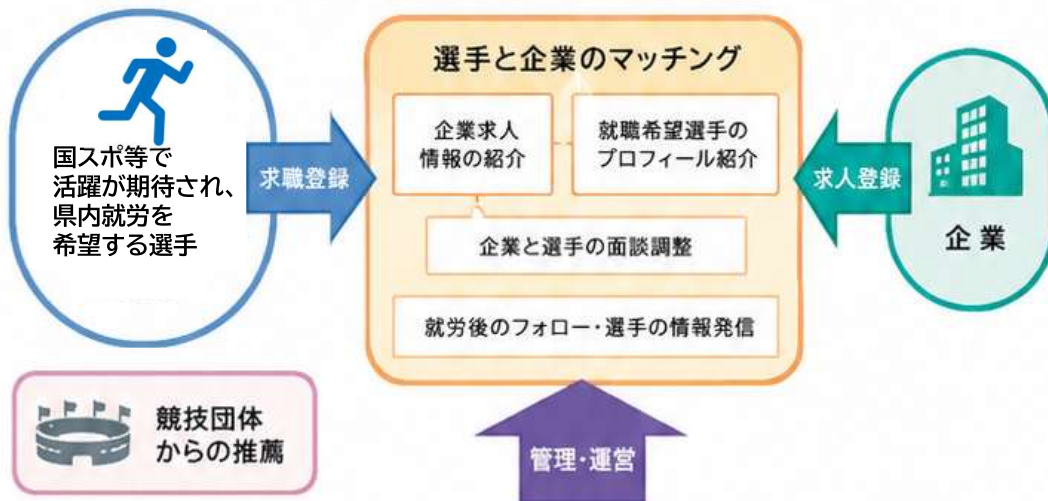 選手と企業のマッチング
国スポ等で
活躍が期待され、
県内就労を
希望する選手
求職登録
企業求人
情報の紹介
就職希望選手の
プロフィール紹介
企業と選手の面談調整
就労後のフォロー・選手の情報発信
求人登録
企業
競技団体
からの推薦
管理・運営